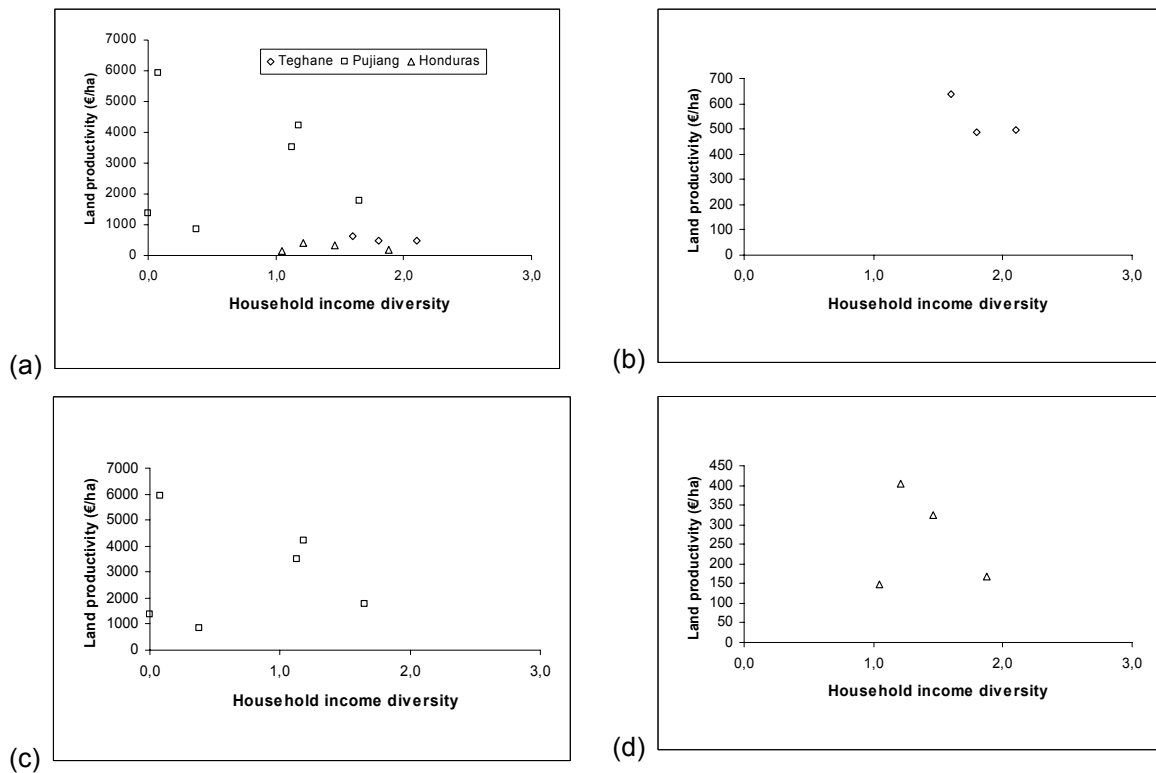 Land productivity (€/ha)
7000
6000
5000
4000
3000
2000
1000
0
Teghane Pujiang Honduras
0,0 1,0 2,0 3,0
Household income diversity
(a)
Land productivity (€/ha)
700
600
500
400
300
200
100
0
0,0 1,0 2,0 3,0
Household income diversity
(b)
Land productivity (€/ha)
7000
6000
5000
4000
3000
2000
1000
0
0,0 1,0 2,0 3,0
Household income diversity
(c)
Land productivity (€/ha)
450
400
350
300
250
200
150
100
50
0
0,0 1,0 2,0 3,0
Household income diversity
(d)